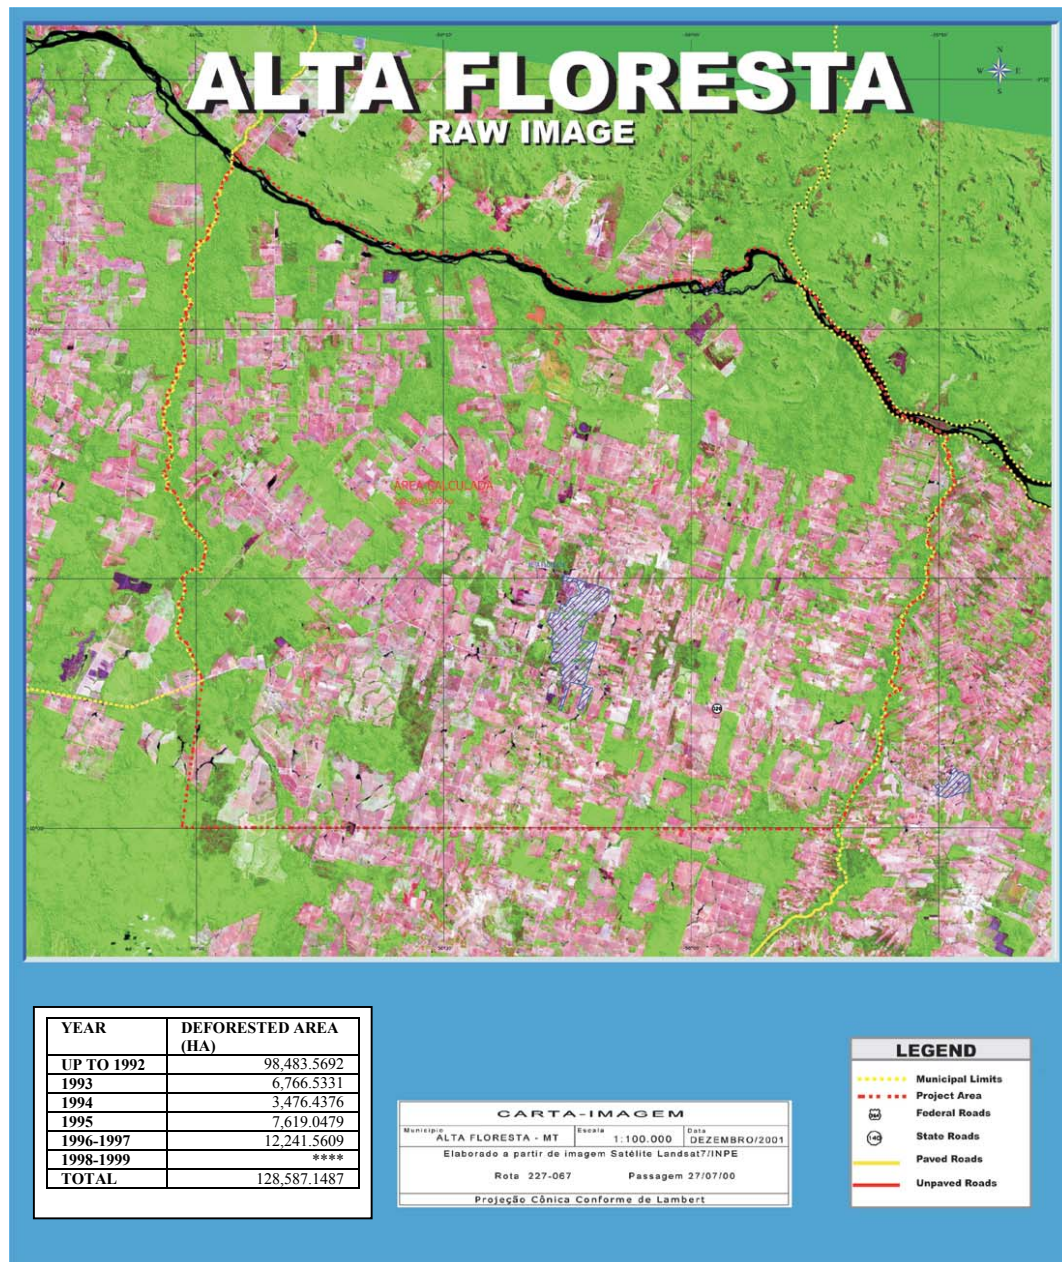 ALTA FLORESTA
RAW IMAGE
N
W E
S
ÁREA CALCULADA
YEAR DEFORESTED AREA (HA)
UP TO 1992 98,483.5692
1993 6,766.5331
1994 3,476.4376
1995 7,619.0479
1996-1997 12,241.5609
1998-1999 ****
TOTAL 128,587.1487
CARTA-IMAGEM
Município
ALTA FLORESTA - MT
Escala
1:100.000
Data
DEZEMBRO/2001
Elaborado a partir de imagem Satélite Landsat7/INPE
Rota 227-067 Passagem 27/07/00
Projeção Cônica Conforme de Lambert
LEGEND
Municipal Limits
Project Area
Federal Roads
State Roads
Paved Roads
Unpaved Roads